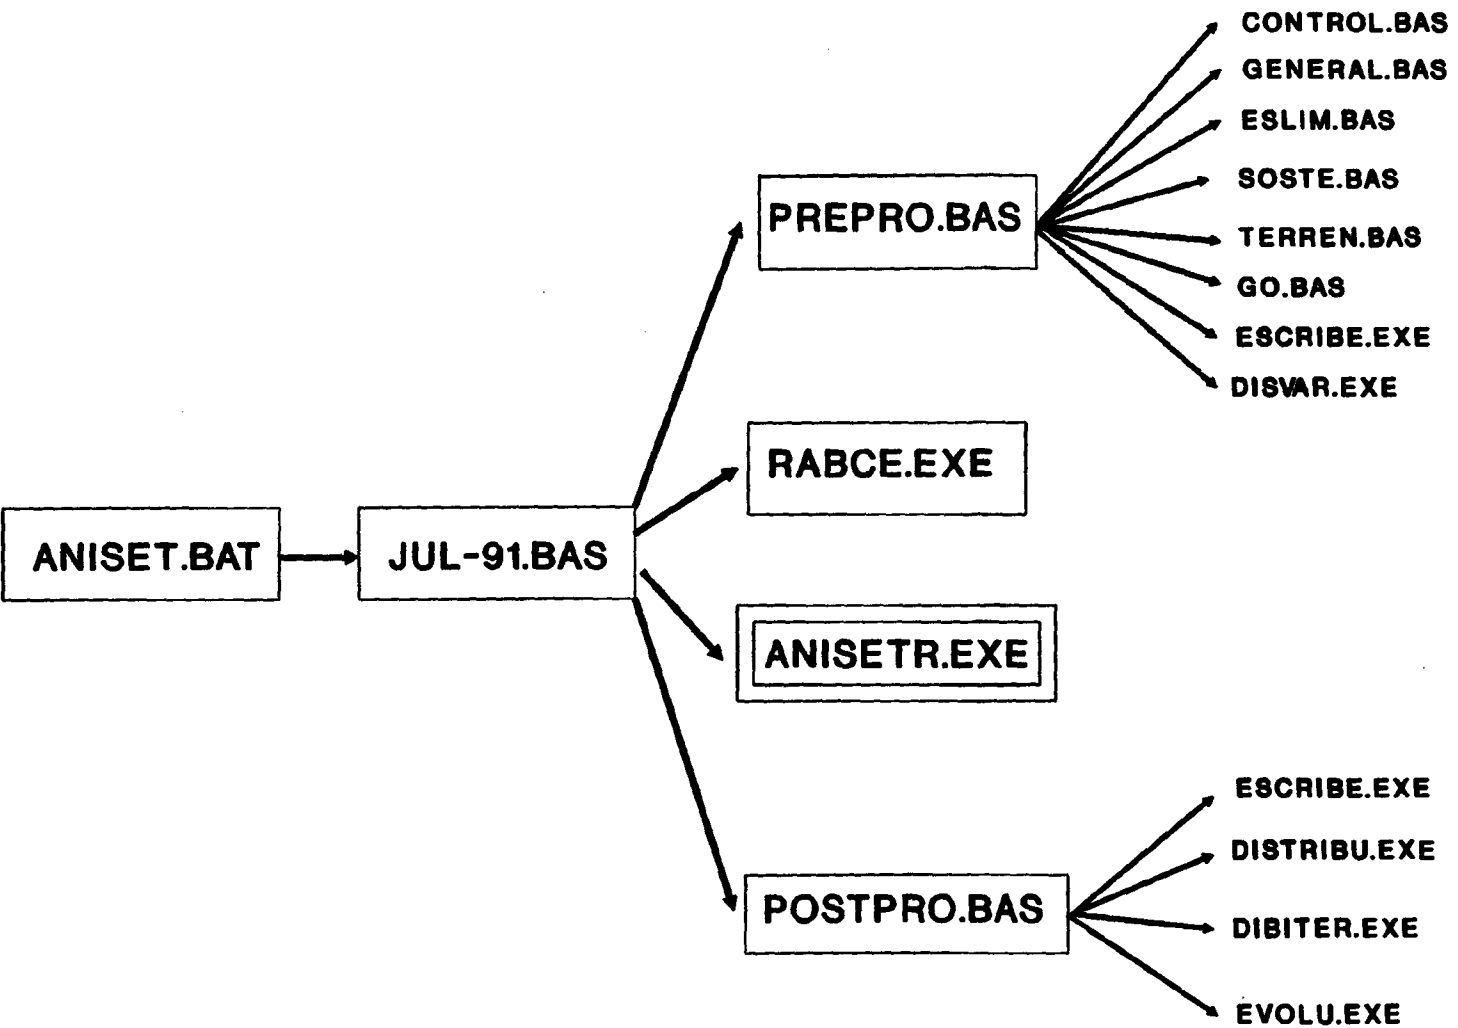 CONTROL.BAS
GENERAL.BAS
ESLIM.BAS
SOSTE.BAS
PREPRO.BAS
TERREN.BAS
GO.BAS
ESCRIBE.EXE
DISVAR.EXE
RABCE.EXE
ANISET.BAT
JUL-91.BAS
ANISETR.EXE
ESCRIBE.EXE
DISTRIBU.EXE
POSTPRO.BAS
DIBITER.EXE
EVOLU.EXE